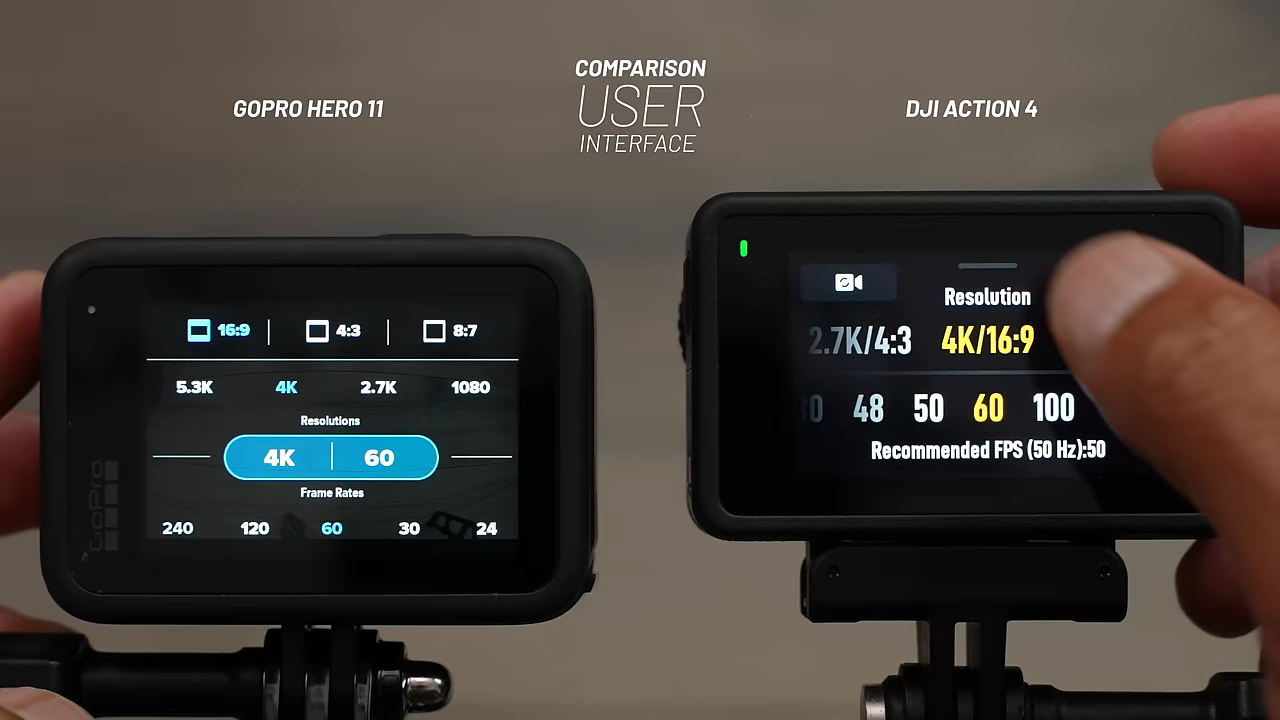 COMPARISON
USER
INTERFACE
GOPRO HERO 11
DJI ACTION 4
16:9 4:3 8:7
5.3K 4K 2.7K 1080
Resolutions
4K 60
Frame Rates
240 120 60 30 24
GoPro
Resolution
2.7K/4:3 4K/16:9
48 50 60 100
Recommended FPS (50 Hz):50